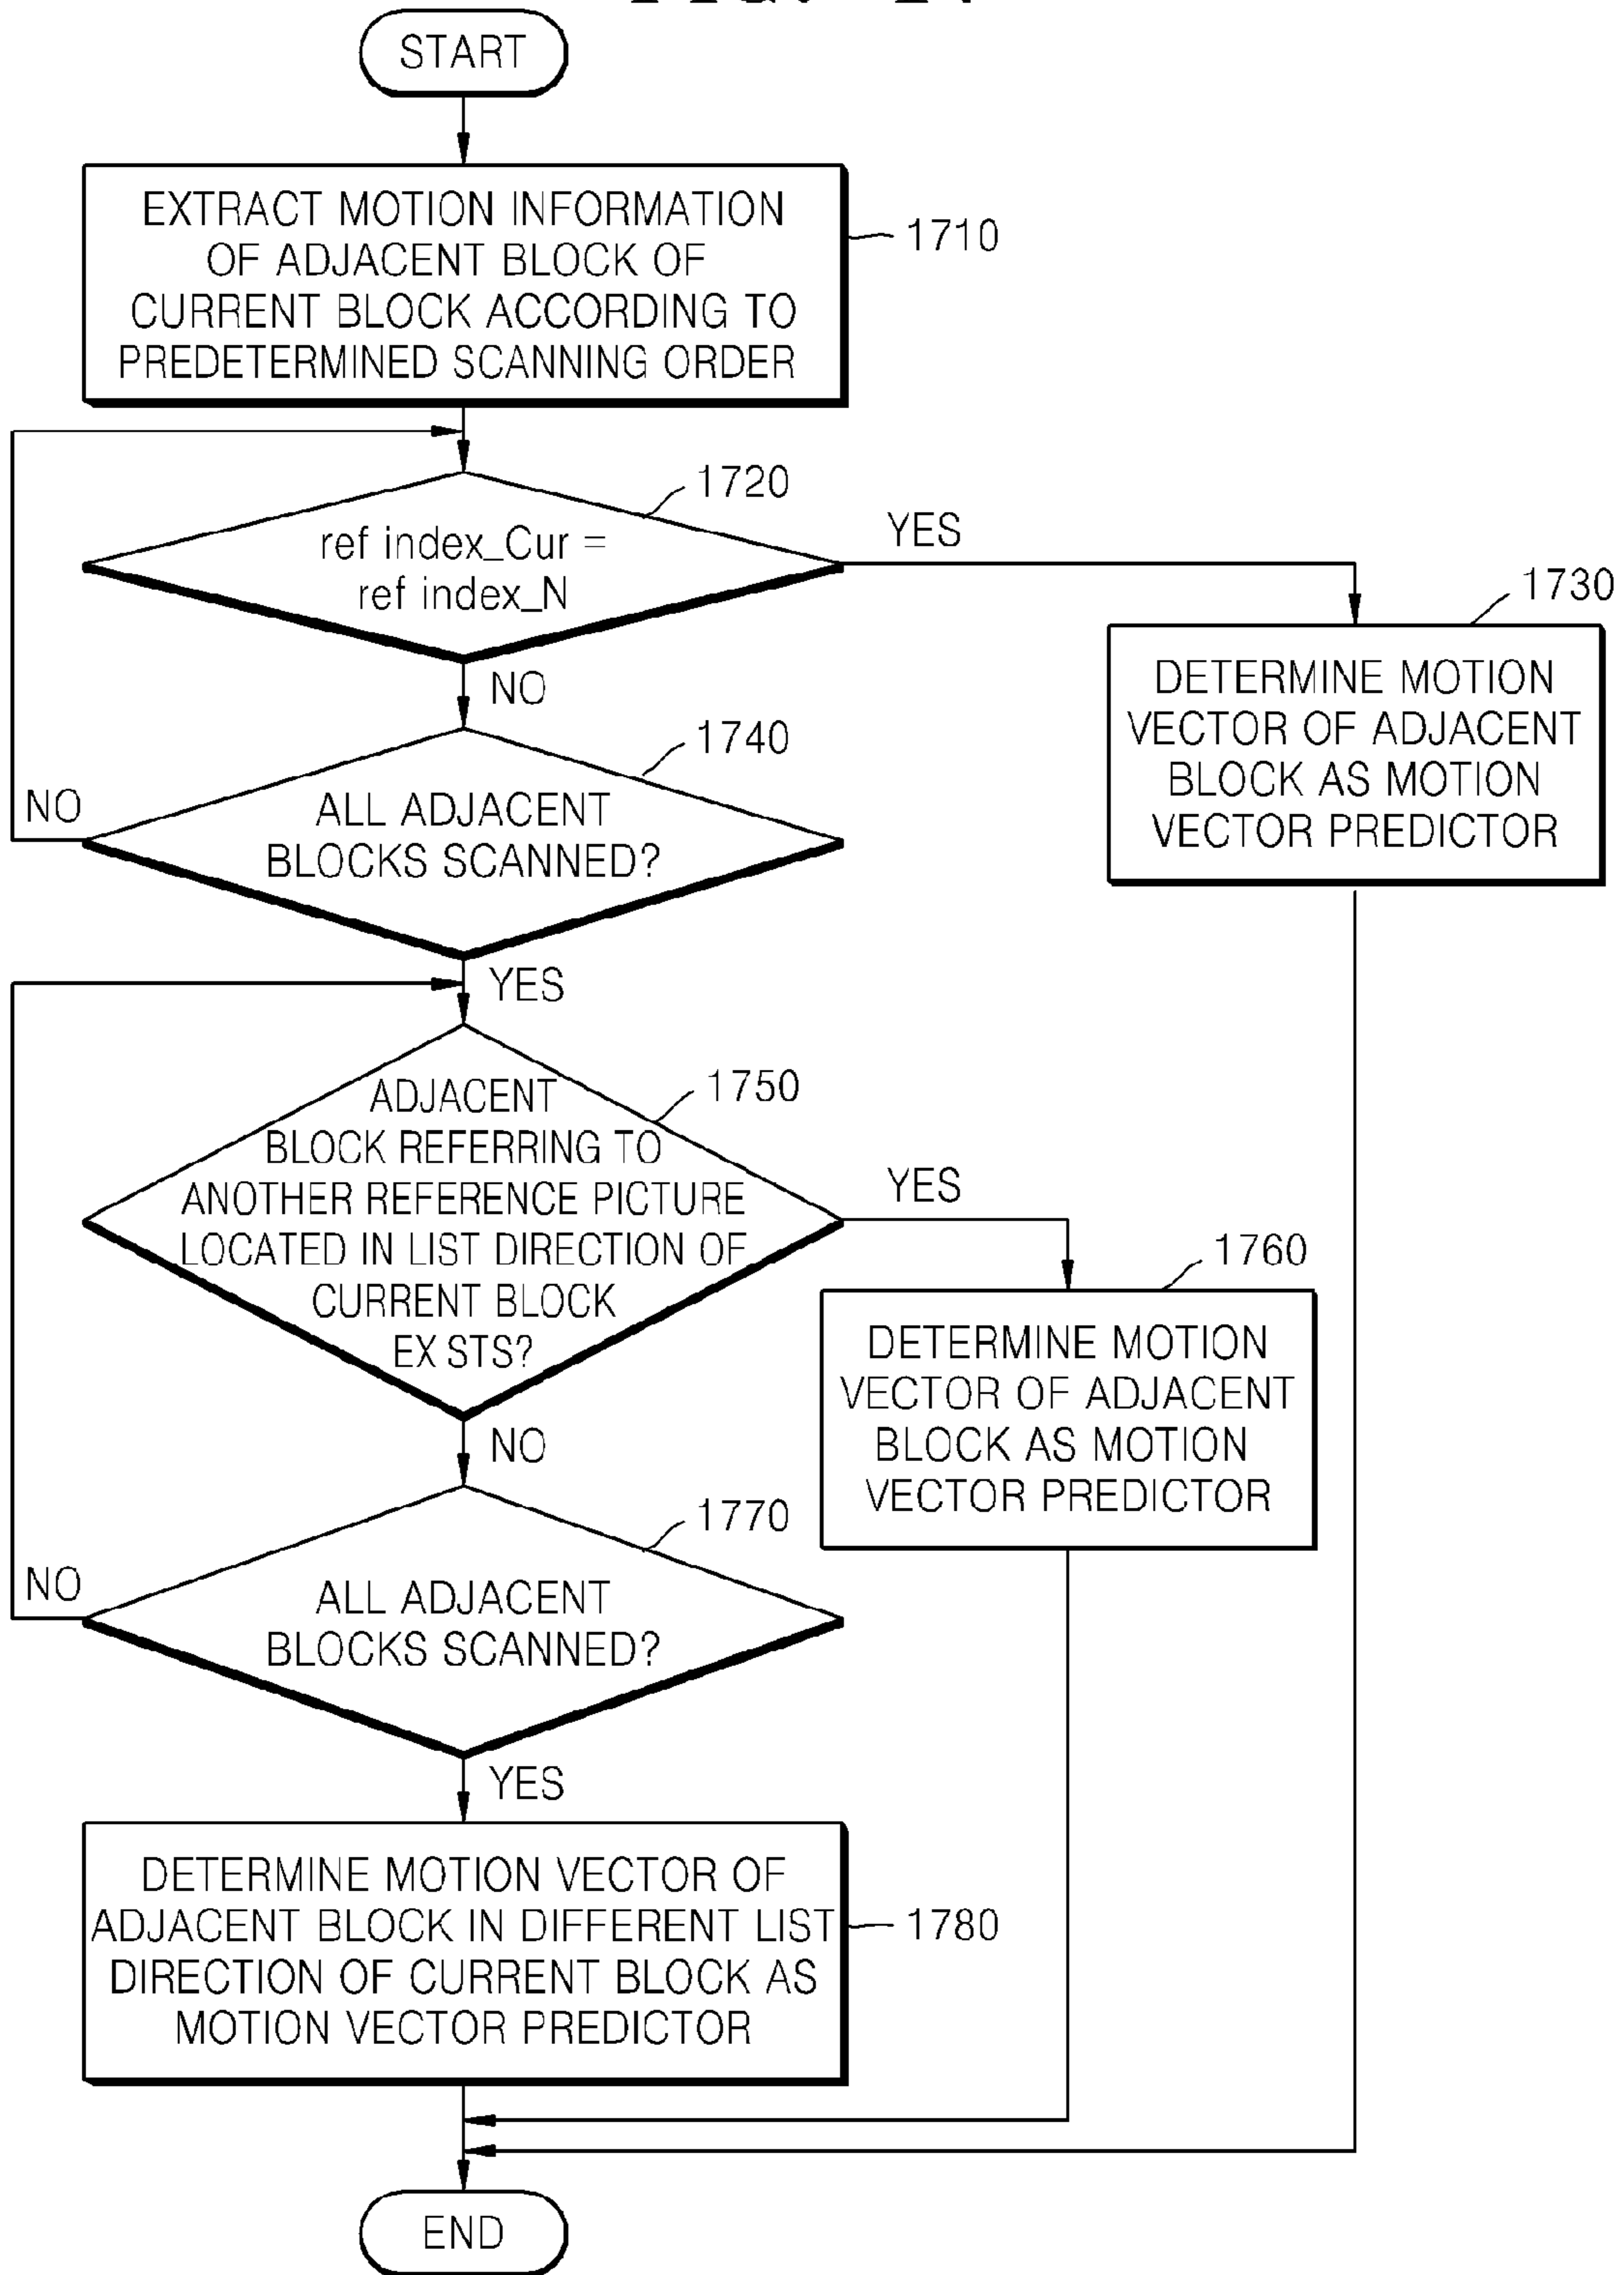 START
EXTRACT MOTION INFORMATION
OF ADJACENT BLOCK OF
CURRENT BLOCK ACCORDING TO
PREDETERMINED SCANNING ORDER
1710
1720
ref index_Cur =
ref index_N
YES
NO
1730
DETERMINE MOTION
VECTOR OF ADJACENT
BLOCK AS MOTION
VECTOR PREDICTOR
1740
ALL ADJACENT
BLOCKS SCANNED?
NO
YES
1750
ADJACENT
BLOCK REFERRING TO
ANOTHER REFERENCE PICTURE
LOCATED IN LIST DIRECTION OF
CURRENT BLOCK
EX STS?
YES
NO
1760
DETERMINE MOTION
VECTOR OF ADJACENT
BLOCK AS MOTION
VECTOR PREDICTOR
1770
ALL ADJACENT
BLOCKS SCANNED?
NO
YES
DETERMINE MOTION VECTOR OF
ADJACENT BLOCK IN DIFFERENT LIST
DIRECTION OF CURRENT BLOCK AS
MOTION VECTOR PREDICTOR
1780
END